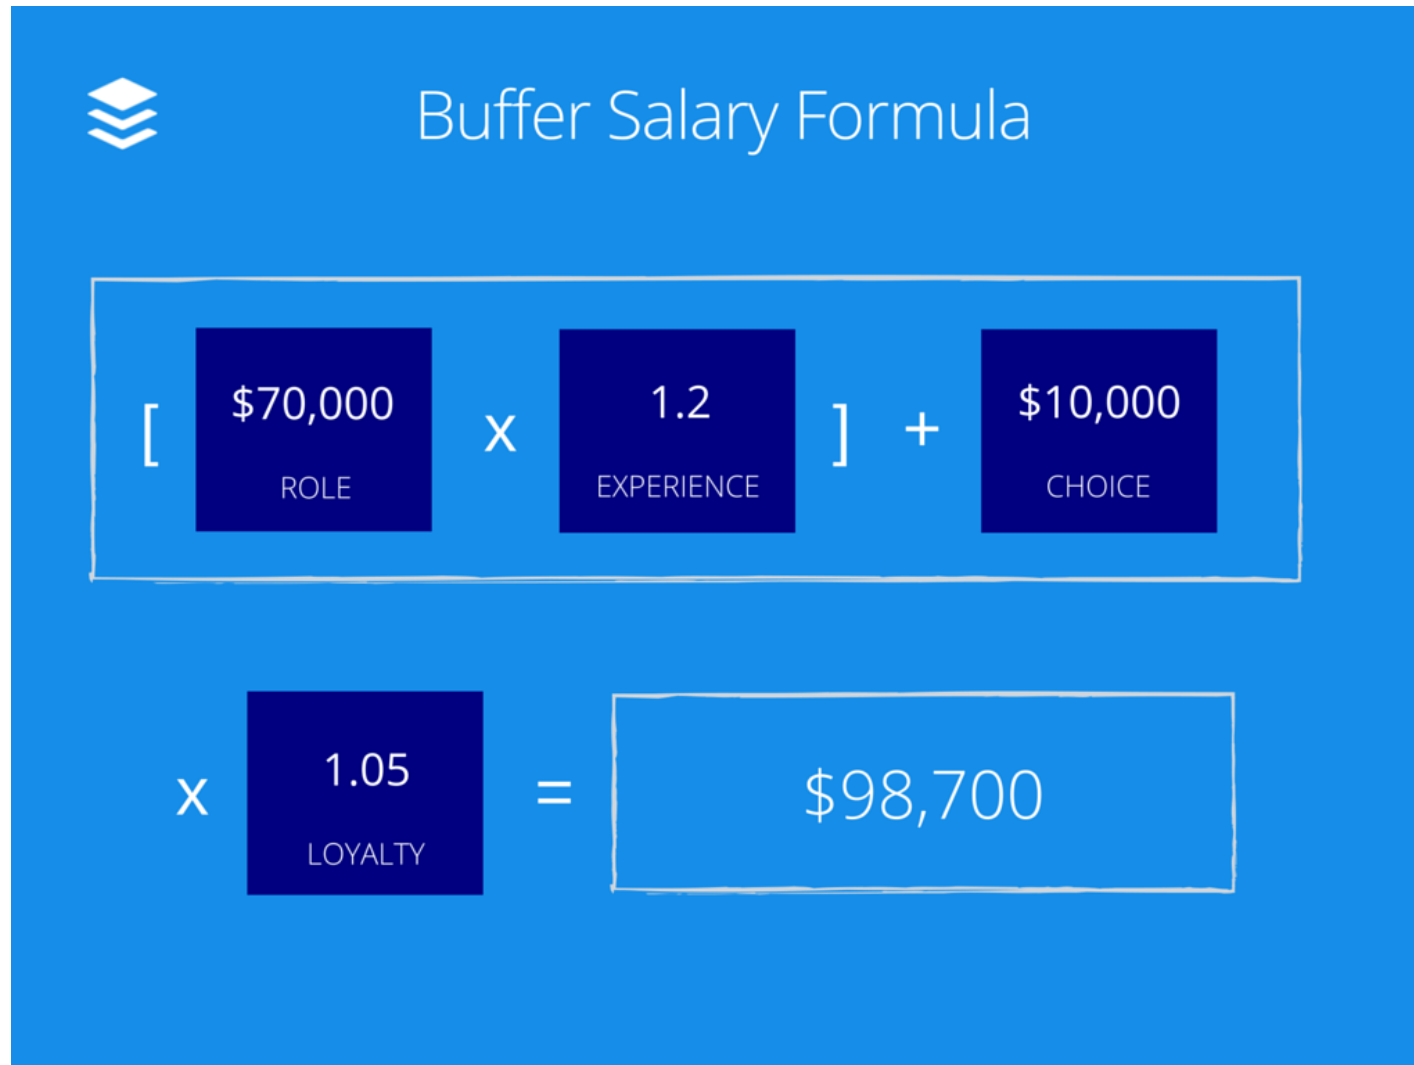 Buffer Salary Formula
[ $70,000 x 1.2 ] + $10,000
ROLE EXPERIENCE CHOICE
x 1.05 = $98,700
LOYALTY